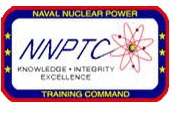 NAVAL NUCLEAR POWER
NNPTC
KNOWLEDGE • INTEGRITY
EXCELLENCE
TRAINING COMMAND